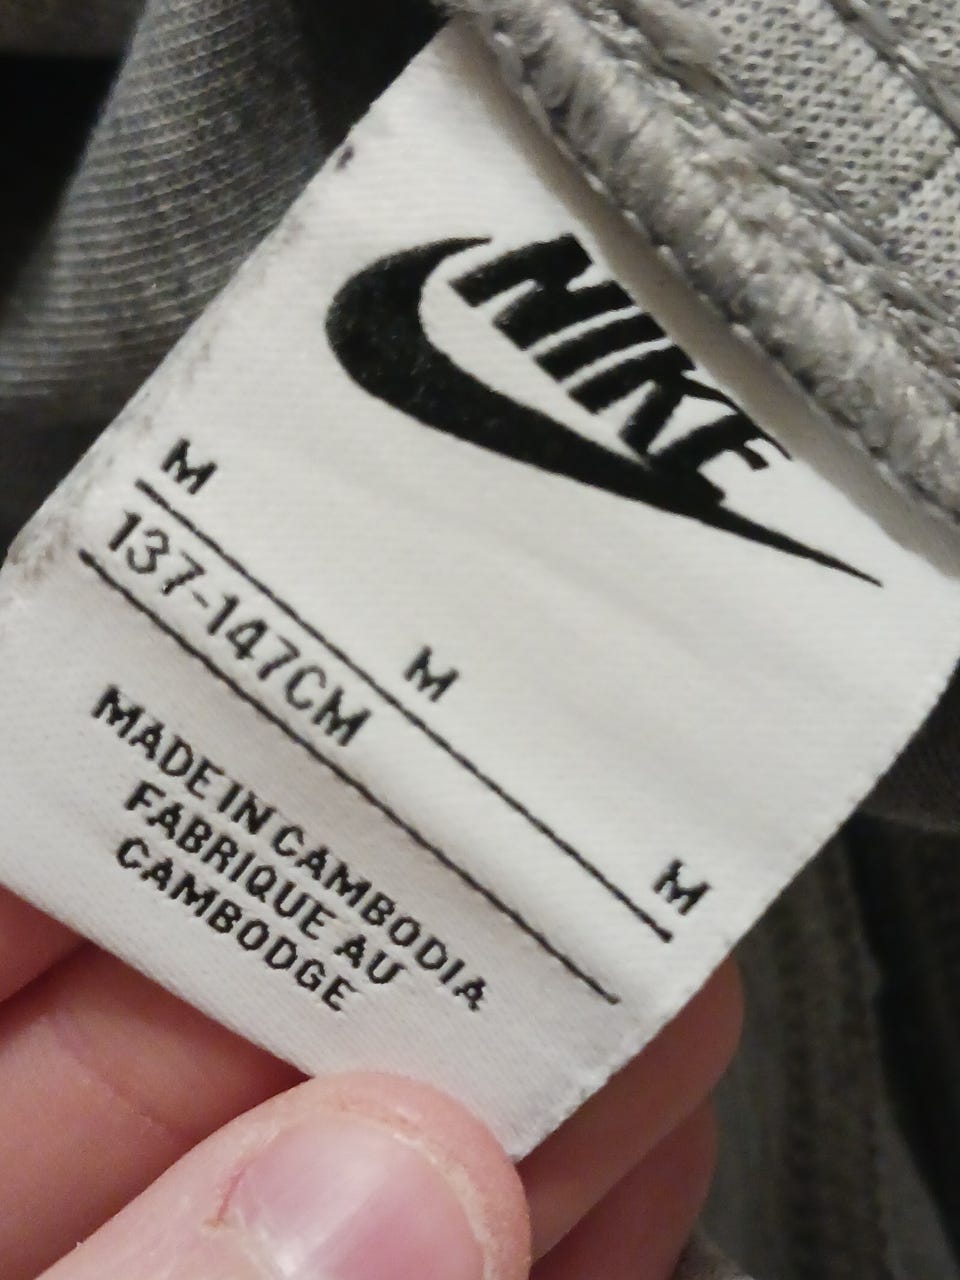 NIKE
M M M
137-147CM
MADE IN CAMBODIA
FABRIQUE AU
CAMBODGE